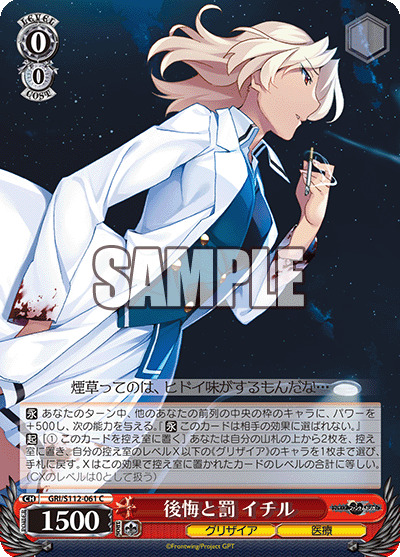 LEVEL
0
0
COST
SAMPLE
煙草ってのは、ヒドイ味がするもんだな…
【永】 あなたのターン中、他のあなたの前列の中央の枠のキャラに、パワーを
+500し、次の能力を与える。『【永】 このカードは相手の効果に選ばれない。』
【起】［① このカードを控え室に置く］ あなたは自分の山札の上から2枚を、控え
室に置き、自分の控え室のレベルX以下の《グリザイア》のキャラを1枚まで選び、
手札に戻す。Xはこの効果で控え室に置かれたカードのレベルの合計に等しい。
（CXのレベルは0として扱う）
CH GRI/S112-061 C
POWER
1500
後悔と罰 イチル
グリザイア 医療
©Frontwing/Project GPT